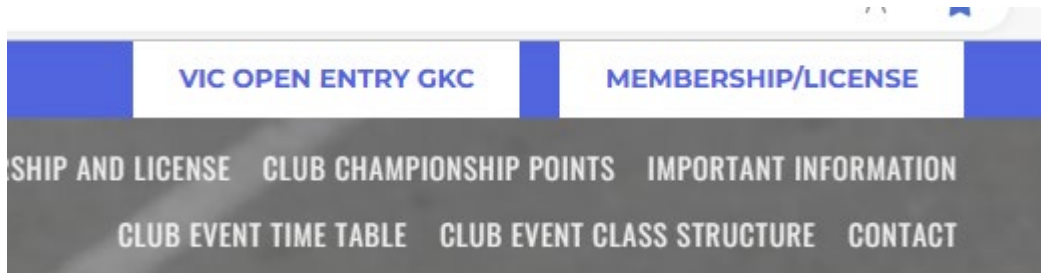 VIC OPEN ENTRY GKC MEMBERSHIP/LICENSE
AND LICENSE CLUB CHAMPIONSHIP POINTS IMPORTANT INFORMATION
CLUB EVENT TIME TABLE CLUB EVENT CLASS STRUCTURE CONTACT